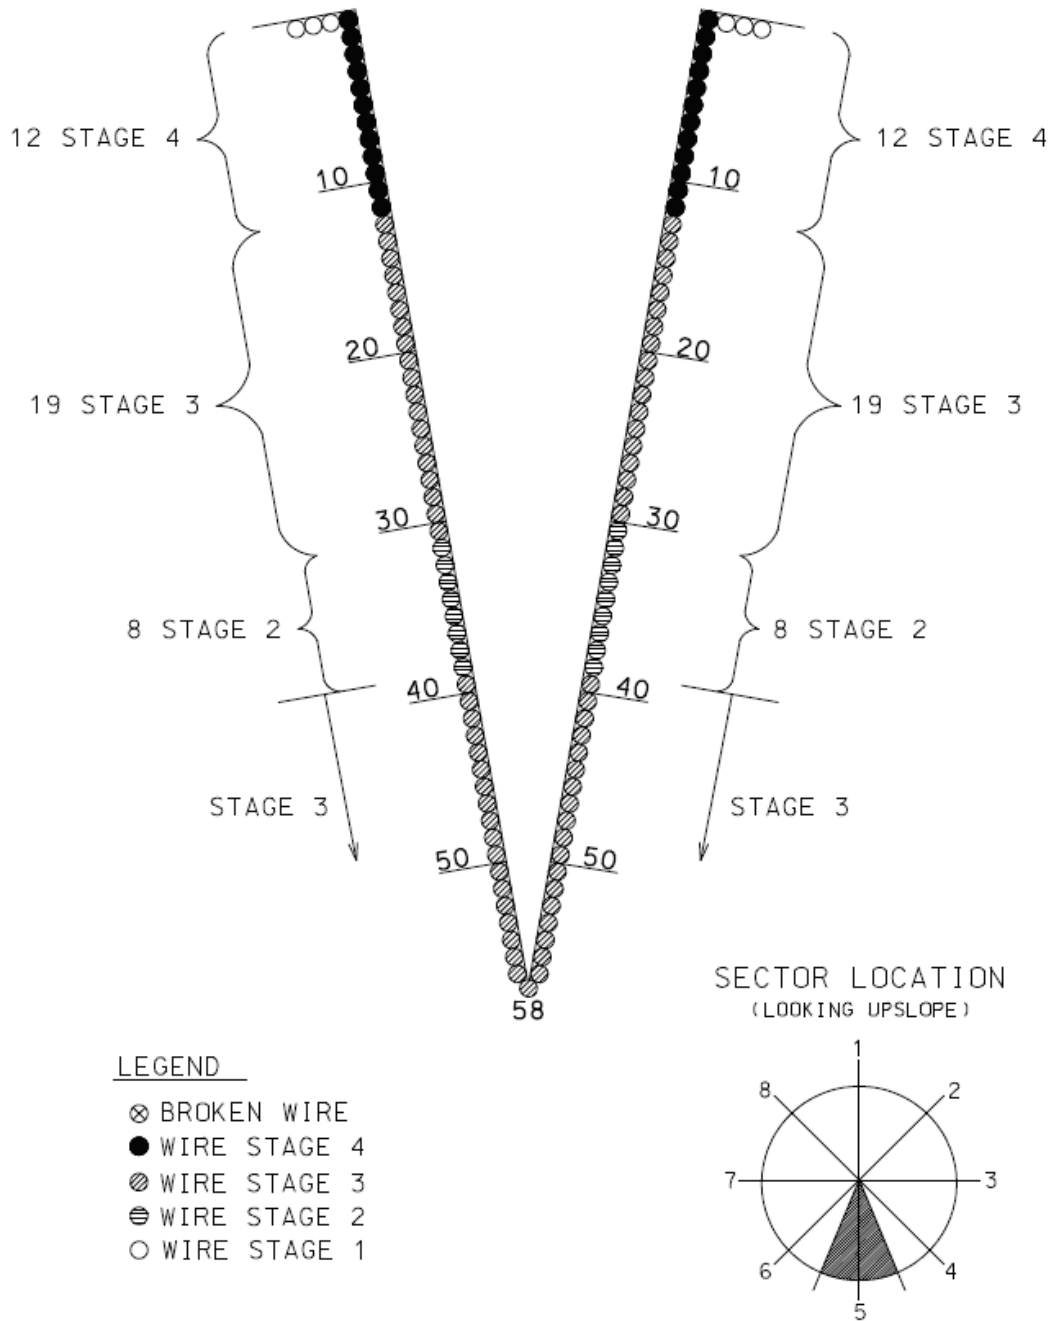 12 STAGE 4
12 STAGE 4
10
10
20
20
19 STAGE 3
19 STAGE 3
30
30
8 STAGE 2
8 STAGE 2
40
40
STAGE 3
STAGE 3
50
50
58
SECTOR LOCATION
(LOOKING UPSLOPE)
1
8
2
7
3
6
4
5
LEGEND
BROKEN WIRE
WIRE STAGE 4
WIRE STAGE 3
WIRE STAGE 2
WIRE STAGE 1